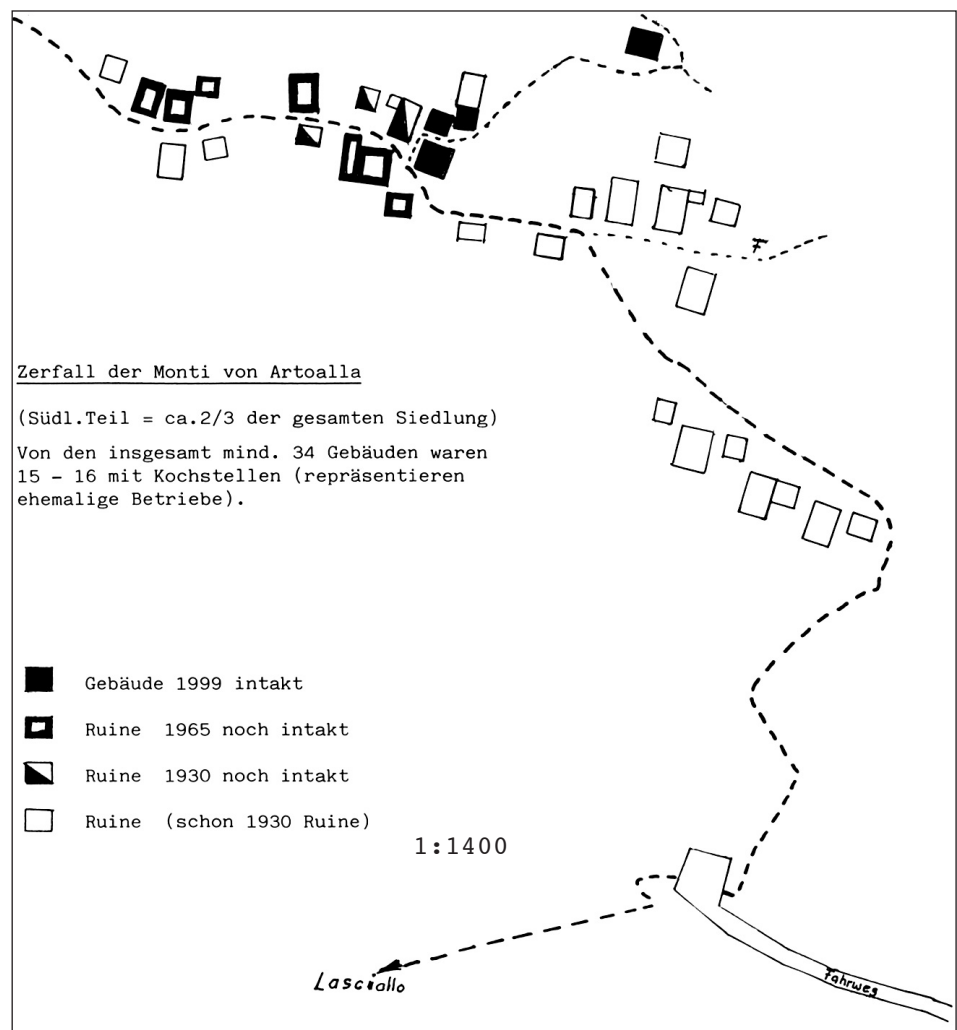 F
Zerfall der Monti von Artoalla
(Südl.Teil = ca.2/3 der gesamten Siedlung)
Von den insgesamt mind. 34 Gebäuden waren
15 - 16 mit Kochstellen (repräsentieren
ehemalige Betriebe).
Gebäude 1999 intakt
Ruine 1965 noch intakt
Ruine 1930 noch intakt
Ruine (schon 1930 Ruine)
1:1400
Lasciallo
Fahrweg